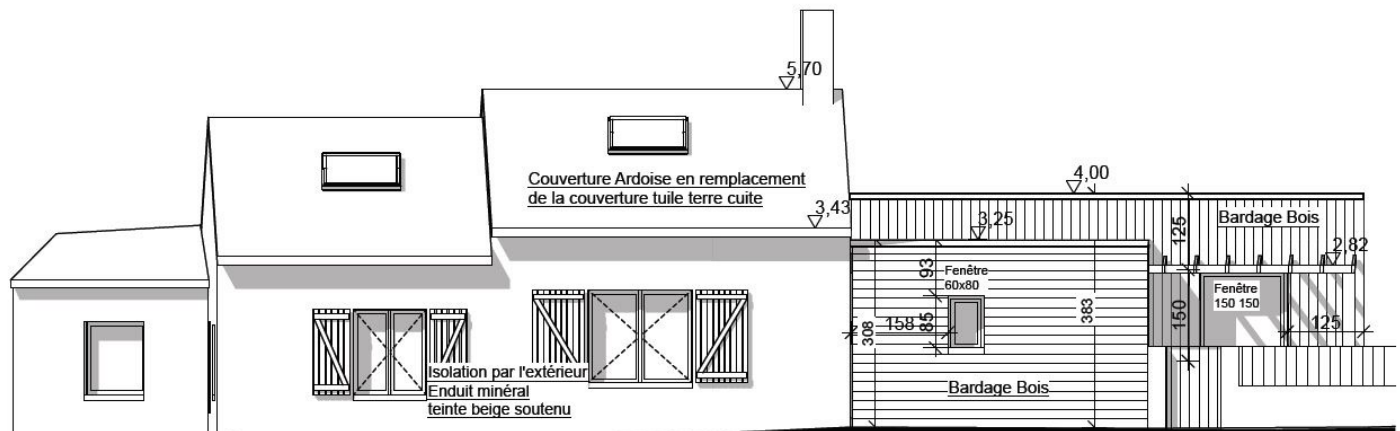 5,70
Couverture Ardoise en remplacement
de la couverture tuile terre cuite
3,43
4,00
3,25
125
Bardage Bois
2,82
93
Fenêtre
60x80
Fenêtre
150 150
158
85
308
383
150
125
Isolation par l'extérieur
Enduit minéral
teinte beige soutenu
Bardage Bois